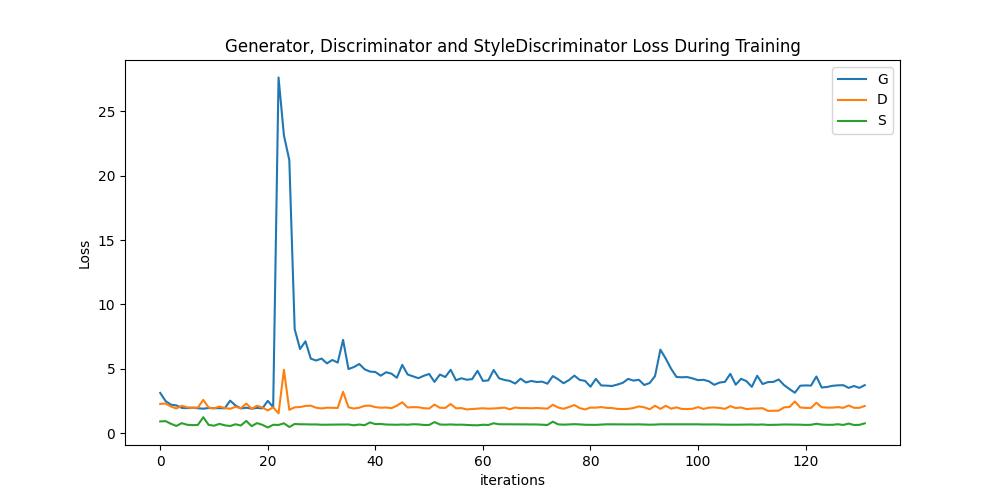 Generator, Discriminator and StyleDiscriminator Loss During Training
G
D
S
25
20
15
10
5
0
Loss
0 20 40 60 80 100 120
iterations